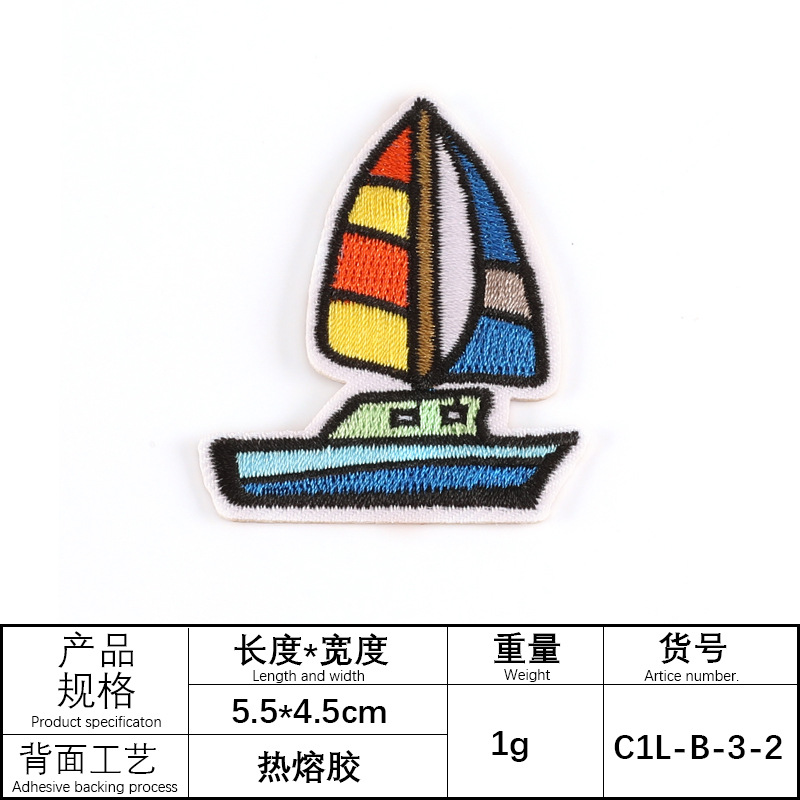 产品
规格
Product specificaton
长度*宽度
Length and width
重量
Weight
货号
Artice number.
5.5*4.5cm
1g
C1L-B-3-2
背面工艺
Adhesive backing process
热熔胶